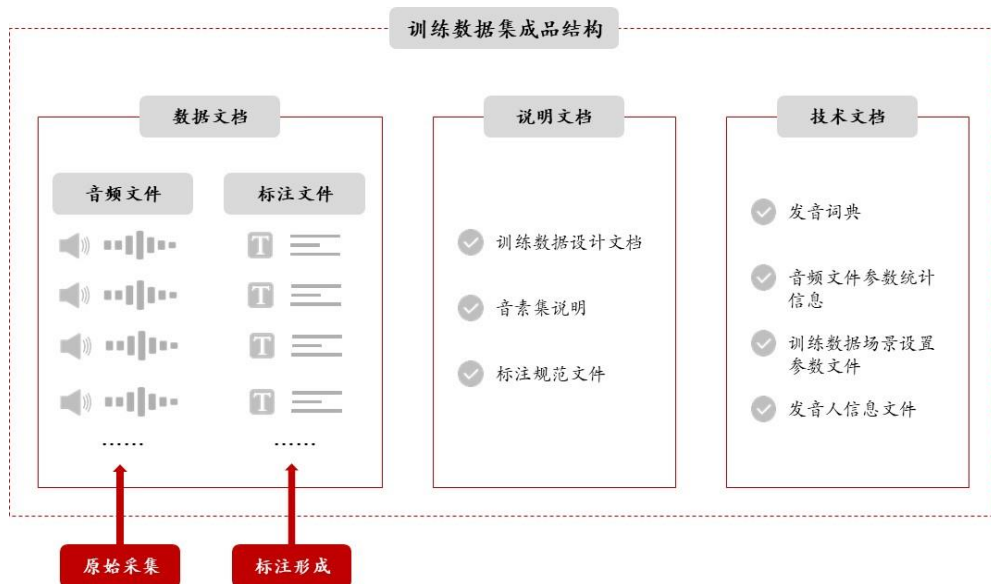 训练数据集成品结构
数据文档
音频文件
标注文件
T
T
T
T
......
......
原始采集
标注形成
说明文档
训练数据设计文档
音素集说明
标注规范文件
技术文档
发音词典
音频文件参数统计
信息
训练数据场景设置
参数文件
发音人信息文件